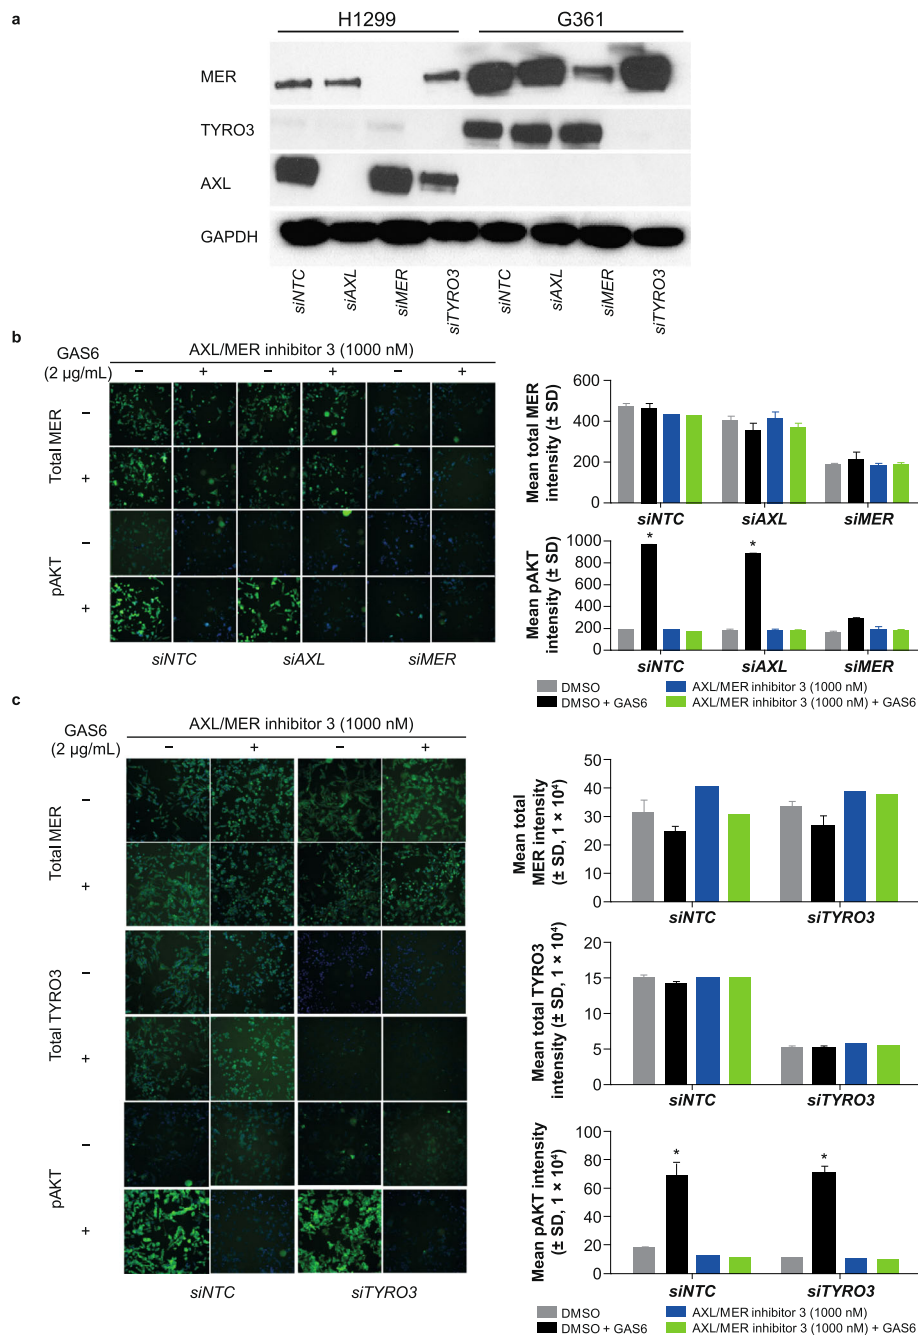 a
H1299 G361
MER
TYRO3
AXL
GAPDH
siNTC siAXL siMER siTYRO3 siNTC siAXL siMER siTYRO3
b
GAS6
(2 µg/mL)
AXL/MER inhibitor 3 (1000 nM)
– + – + – +
Total MER
–
+
pAKT
–
+
siNTC siAXL siMER
Mean total MER
intensity (± SD)
600
400
200
0
siNTC siAXL siMER
Mean pAKT
intensity (± SD)
1000
800
600
400
200
0
* *
siNTC siAXL siMER
DMSO AXL/MER inhibitor 3 (1000 nM)
DMSO + GAS6 AXL/MER inhibitor 3 (1000 nM) + GAS6
c
GAS6
(2 µg/mL)
AXL/MER inhibitor 3 (1000 nM)
– + – +
Total MER
–
+
Total TYRO3
–
+
pAKT
–
+
siNTC siTYRO3
Mean total
MER intensity
(± SD, 1 × 10⁴)
50
40
30
20
10
0
siNTC siTYRO3
Mean total TYRO3
intensity (± SD, 1 × 10⁴)
20
15
10
5
0
siNTC siTYRO3
Mean pAKT intensity
(± SD, 1 × 10⁴)
100
80
60
40
20
0
* *
siNTC siTYRO3
DMSO AXL/MER inhibitor 3 (1000 nM)
DMSO + GAS6 AXL/MER inhibitor 3 (1000 nM) + GAS6